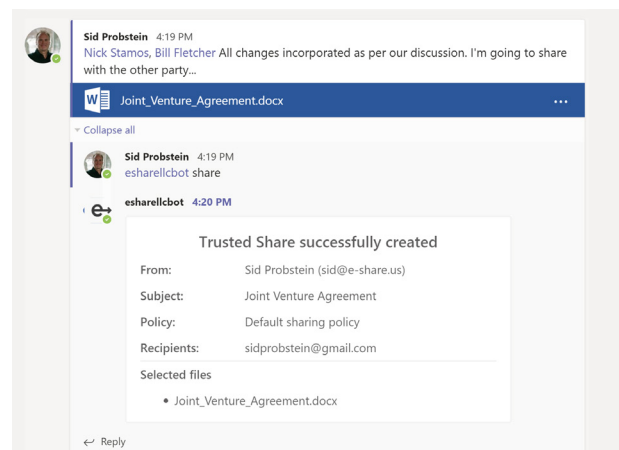 Sid Probstein 4:19 PM
Nick Stamos, Bill Fletcher All changes incorporated as per our discussion. I'm going to share
with the other party...
W Joint_Venture_Agreement.docx ...
Collapse all
Sid Probstein 4:19 PM
esharellcbot share
esharellcbot 4:20 PM
Trusted Share successfully created
From: Sid Probstein (sid@e-share.us)
Subject: Joint Venture Agreement
Policy: Default sharing policy
Recipients: sidprobstein@gmail.com
Selected files
• Joint_Venture_Agreement.docx
Reply